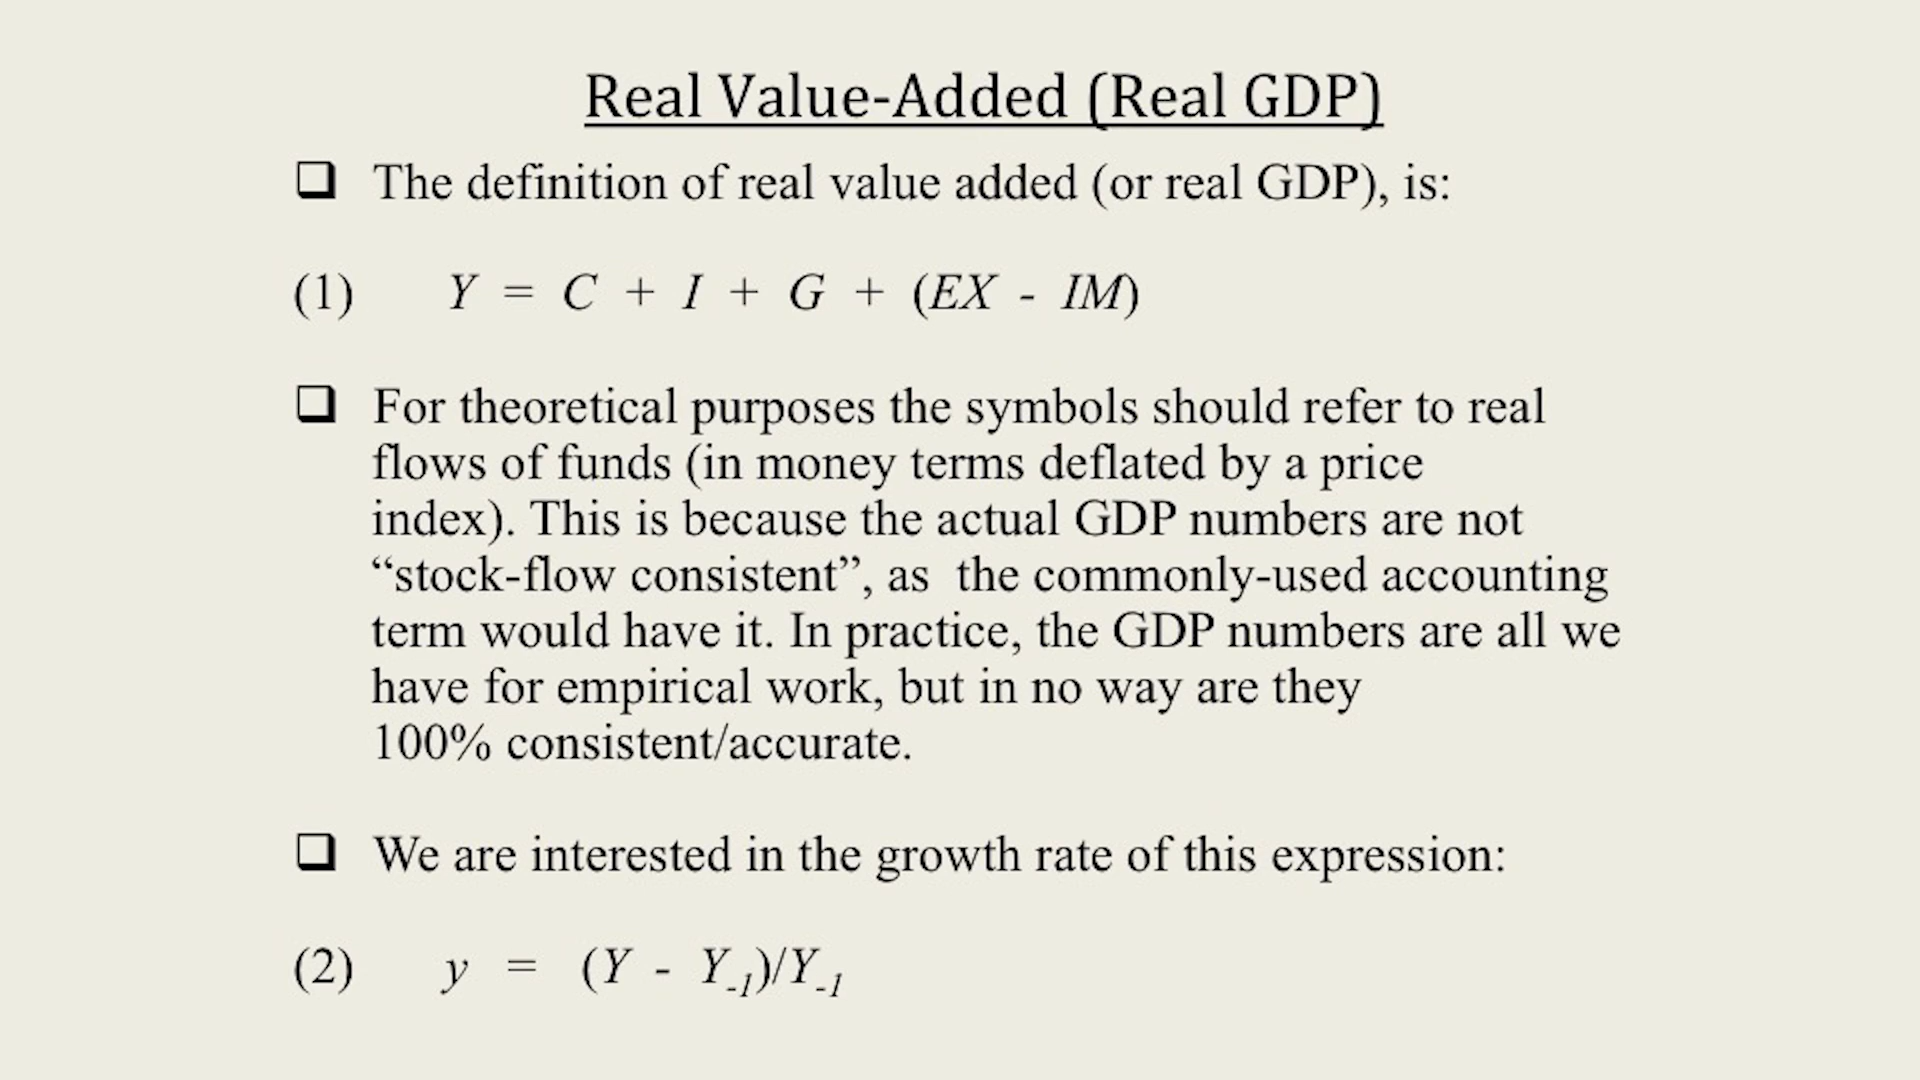 Real Value-Added (Real GDP)
❑ The definition of real value added (or real GDP), is:
(1) Y = C + I + G + (EX - IM)
❑ For theoretical purposes the symbols should refer to real
flows of funds (in money terms deflated by a price
index). This is because the actual GDP numbers are not
“stock-flow consistent”, as the commonly-used accounting
term would have it. In practice, the GDP numbers are all we
have for empirical work, but in no way are they
100% consistent/accurate.
❑ We are interested in the growth rate of this expression:
(2) y = (Y - Y₋₁)/Y₋₁